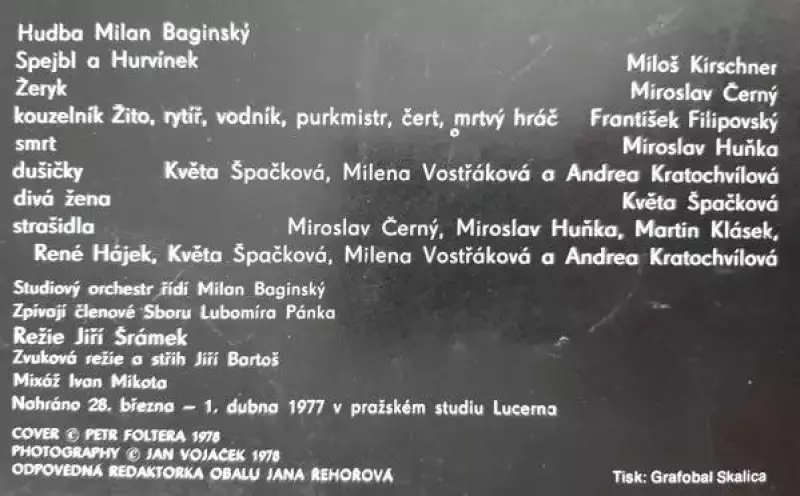 Hudba Milan Baginský
Spejbl a Hurvínek Miloš Kirschner
Žeryk Miroslav Černý
kouzelník Žito, rytíř, vodník, purkmistr, čert, mrtvý hráč František Filipovský
smrt Miroslav Huňka
dušičky Květa Špačková, Milena Vostřáková a Andrea Kratochvílová
divá žena Květa Špačková
strašidla Miroslav Černý, Miroslav Huňka, Martin Klásek,
René Hájek, Květa Špačková, Milena Vostřáková a Andrea Kratochvílová
Studiový orchestr řídí Milan Baginský
Zpívají členové Sboru Lubomíra Pánka
Režie Jiří Šrámek
Zvuková režie a střih Jiří Bartoš
Mixáž Ivan Mikota
Nahráno 28. března – 1. dubna 1977 v pražském studiu Lucerna
COVER © PETR FOLTERA 1978
PHOTOGRAPHY © JAN VOJÁČEK 1978
ODPOVĚDNÁ REDAKTORKA OBALU JANA ŘEHOŘOVÁ
Tisk: Grafobal Skalica